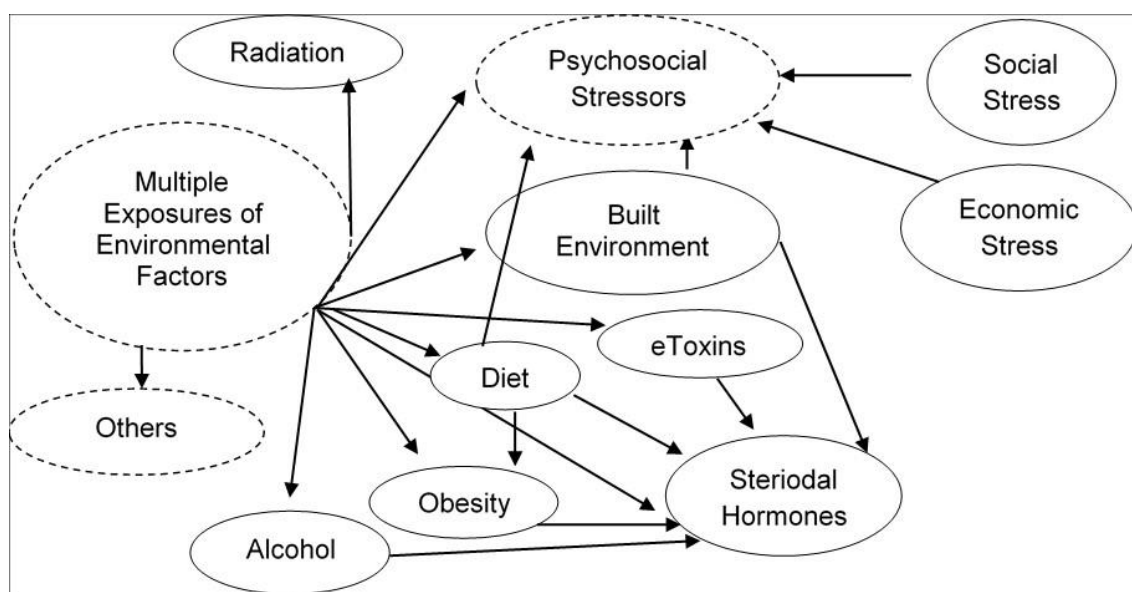 Radiation
Psychosocial
Stressors
Social
Stress
Multiple
Exposures of
Environmental
Factors
Built
Environment
Economic
Stress
eToxins
Diet
Others
Obesity
Steriodal
Hormones
Alcohol